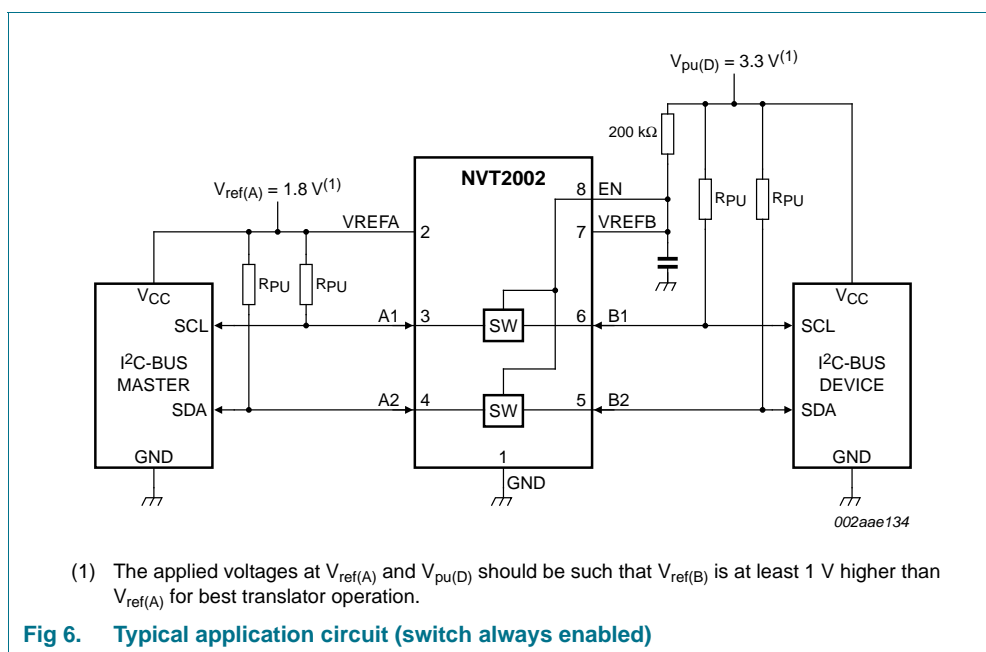 Vpu(D) = 3.3 V(1)
200 kΩ
NVT2002
8 EN
Vref(A) = 1.8 V(1)
RPU
RPU
VREFA
2
7
VREFB
RPU
RPU
VCC
VCC
SCL
A1
3
SW
6
B1
SCL
I2C-BUS
MASTER
I2C-BUS
DEVICE
SDA
A2
4
SW
5
B2
SDA
GND
1
GND
GND
002aae134
(1) The applied voltages at Vref(A) and Vpu(D) should be such that Vref(B) is at least 1 V higher than
Vref(A) for best translator operation.
Fig 6. Typical application circuit (switch always enabled)